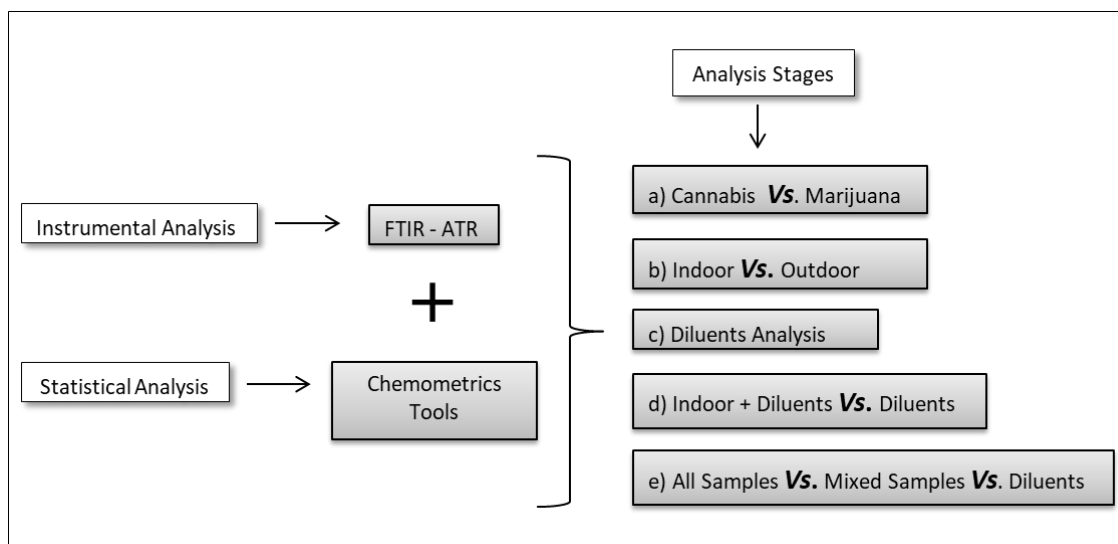 Analysis Stages
a) Cannabis Vs. Marijuana
Instrumental Analysis
FTIR - ATR
b) Indoor Vs. Outdoor
+
c) Diluents Analysis
Statistical Analysis
Chemometrics
Tools
d) Indoor + Diluents Vs. Diluents
e) All Samples Vs. Mixed Samples Vs. Diluents